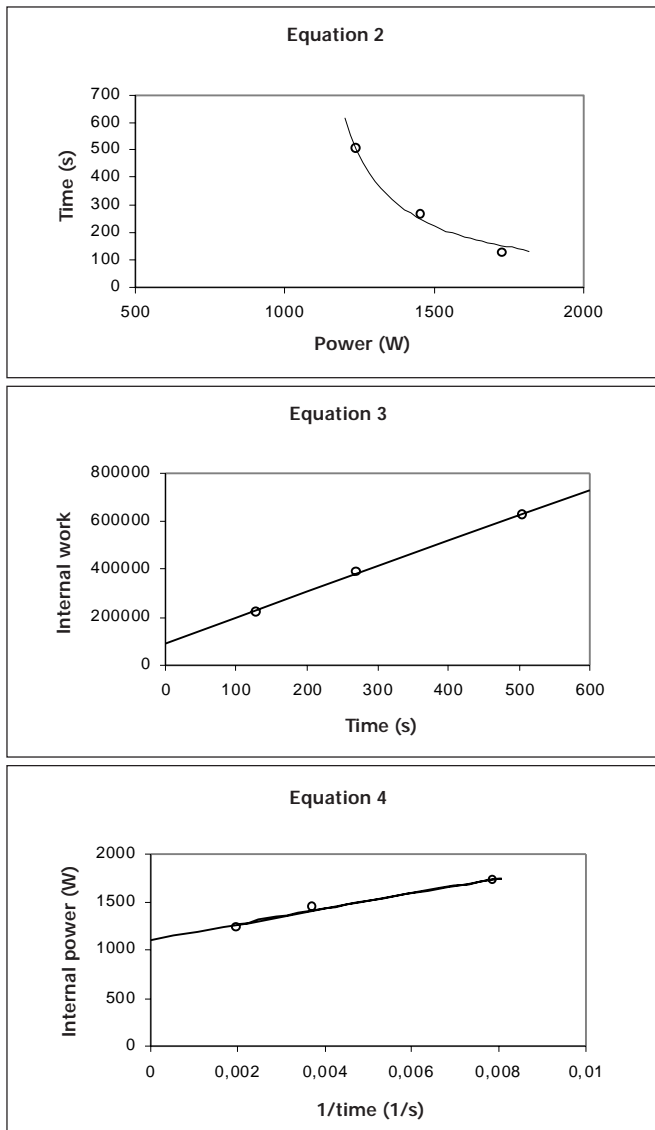 Equation 2
Time (s)
700
600
500
400
300
200
100
0
500 1000 1500 2000
Power (W)
Equation 3
Internal work
800000
600000
400000
200000
0
0 100 200 300 400 500 600
Time (s)
Equation 4
Internal power (W)
2000
1500
1000
500
0
0 0,002 0,004 0,006 0,008 0,01
1/time (1/s)